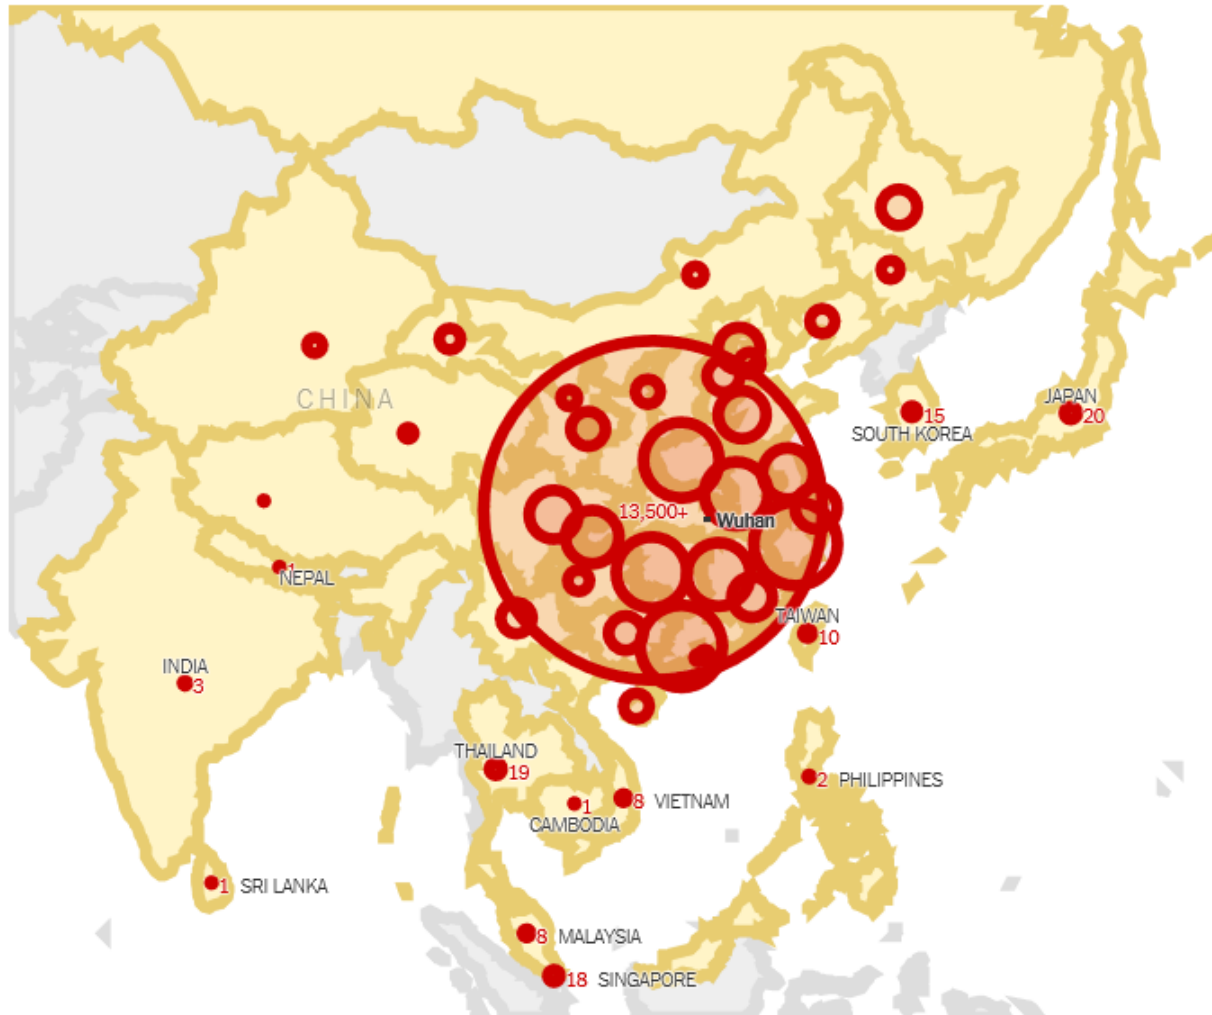 CHINA
JAPAN
20
15
SOUTH KOREA
13,500+
Wuhan
1
NEPAL
TAIWAN
10
INDIA
3
THAILAND
19
2 PHILIPPINES
1
CAMBODIA
8 VIETNAM
1 SRI LANKA
8 MALAYSIA
18 SINGAPORE